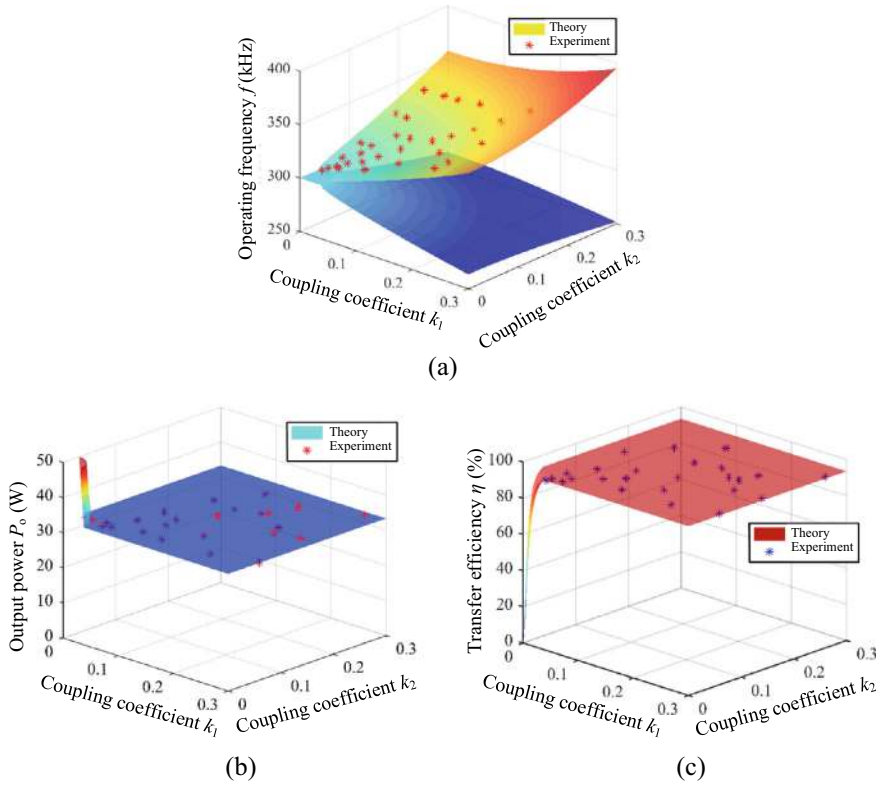 Theory
Experiment
400
350
300
250
Operating frequency f (kHz)
0
0.1
0.2
0.3
Coupling coefficient k1
0
0.1
0.2
0.3
Coupling coefficient k2
(a)
Theory
Experiment
50
40
30
20
10
0
Output power Po (W)
0
0.1
0.2
0.3
Coupling coefficient k1
0
0.1
0.2
0.3
Coupling coefficient k2
(b)
100
80
60
40
20
0
Transfer efficiency η (%)
Theory
Experiment
0
0.1
0.2
0.3
Coupling coefficient k1
0
0.1
0.2
0.3
Coupling coefficient k2
(c)